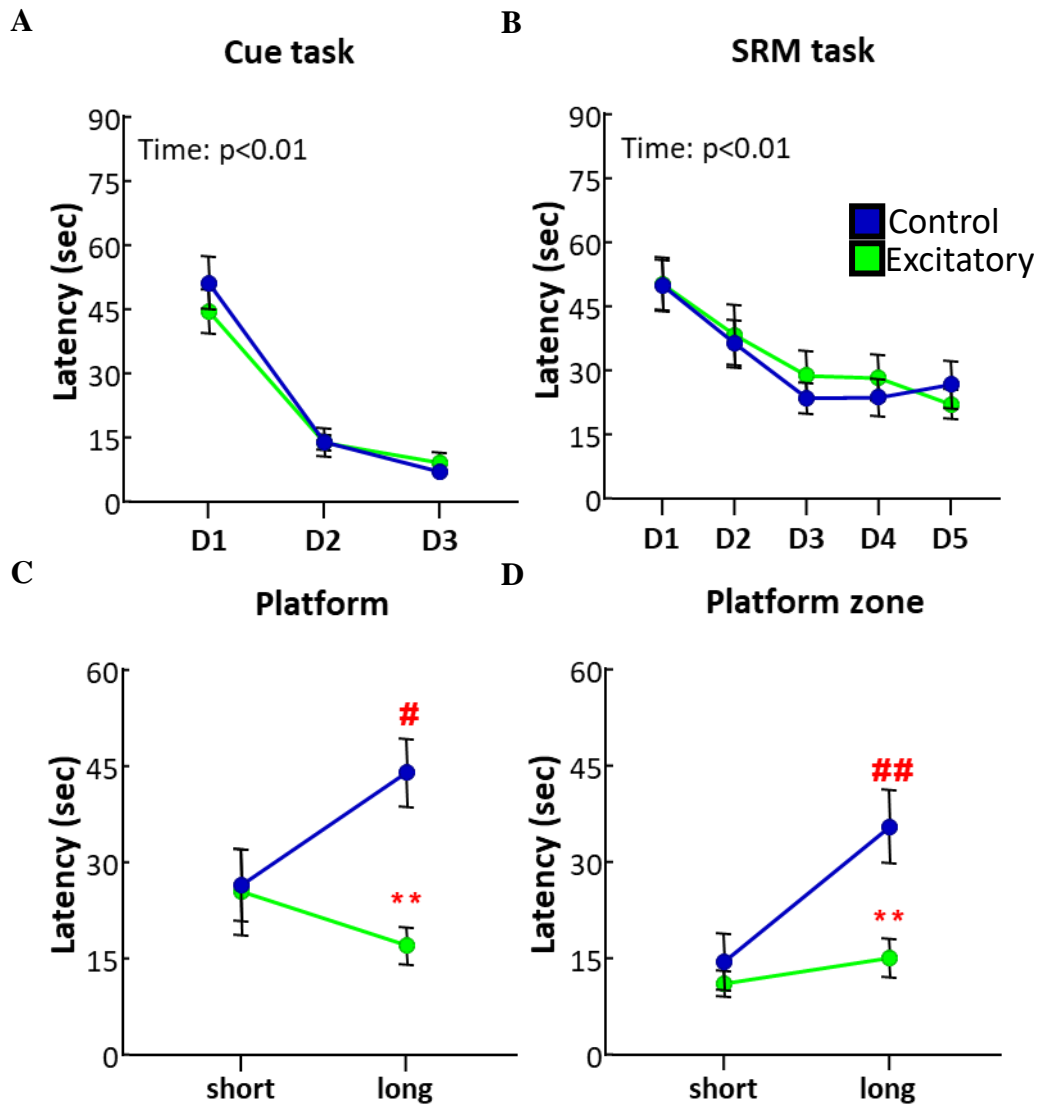 A
Cue task
Time: p<0.01
Latency (sec)
90
75
60
45
30
15
0
D1 D2 D3
B
SRM task
Time: p<0.01
Latency (sec)
90
75
60
45
30
15
0
D1 D2 D3 D4 D5
Control
Excitatory
C
Platform
Latency (sec)
60
45
30
15
0
#
**
short long
D
Platform zone
Latency (sec)
60
45
30
15
0
##
**
short long